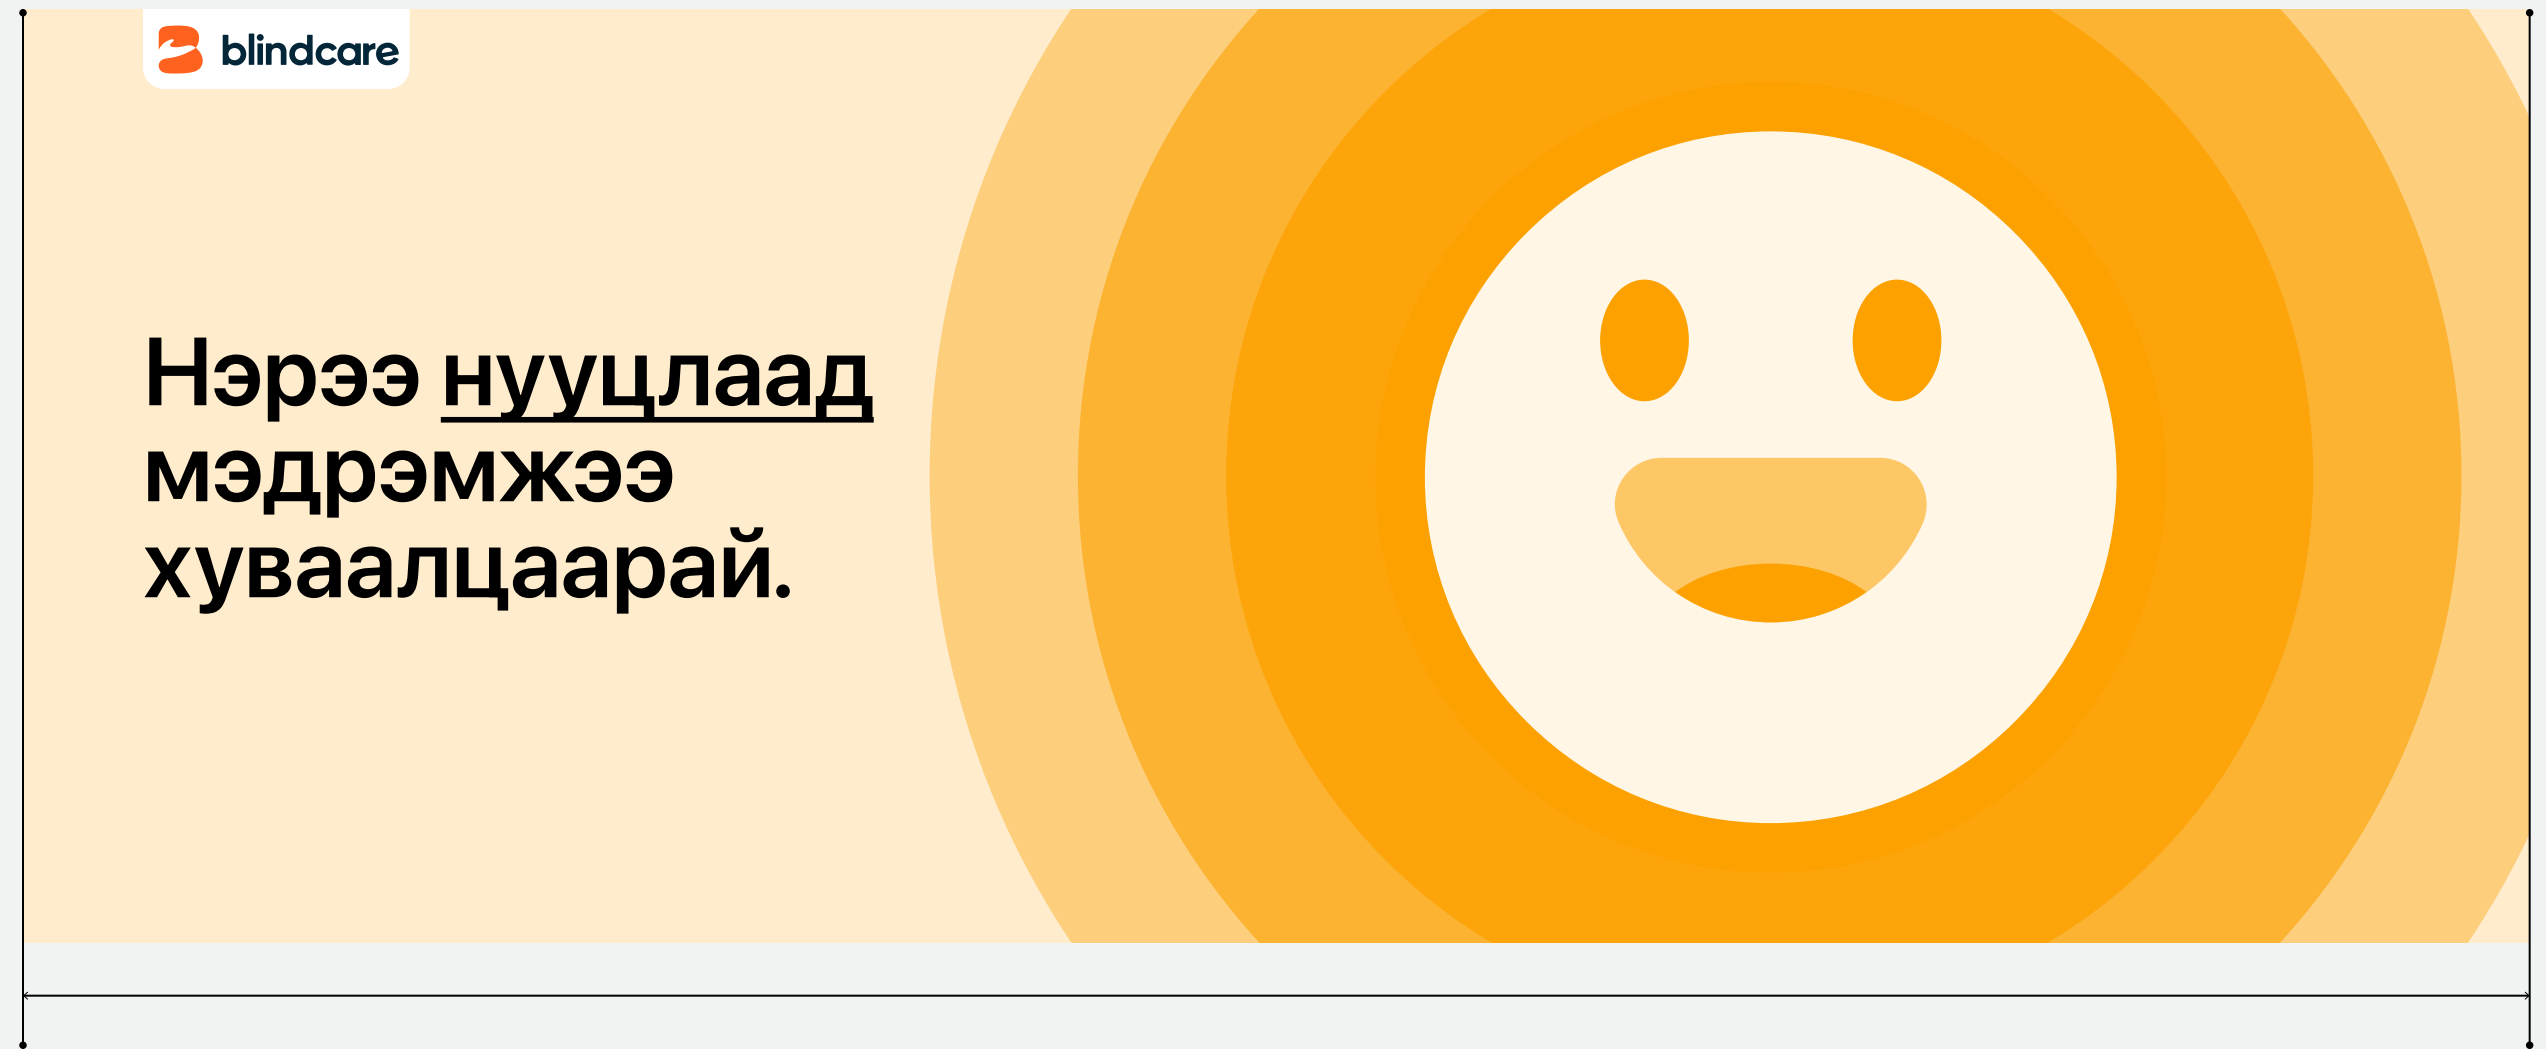 blindcare
Нэрээ нууцлаад
мэдрэмжээ
хуваалцаарай.